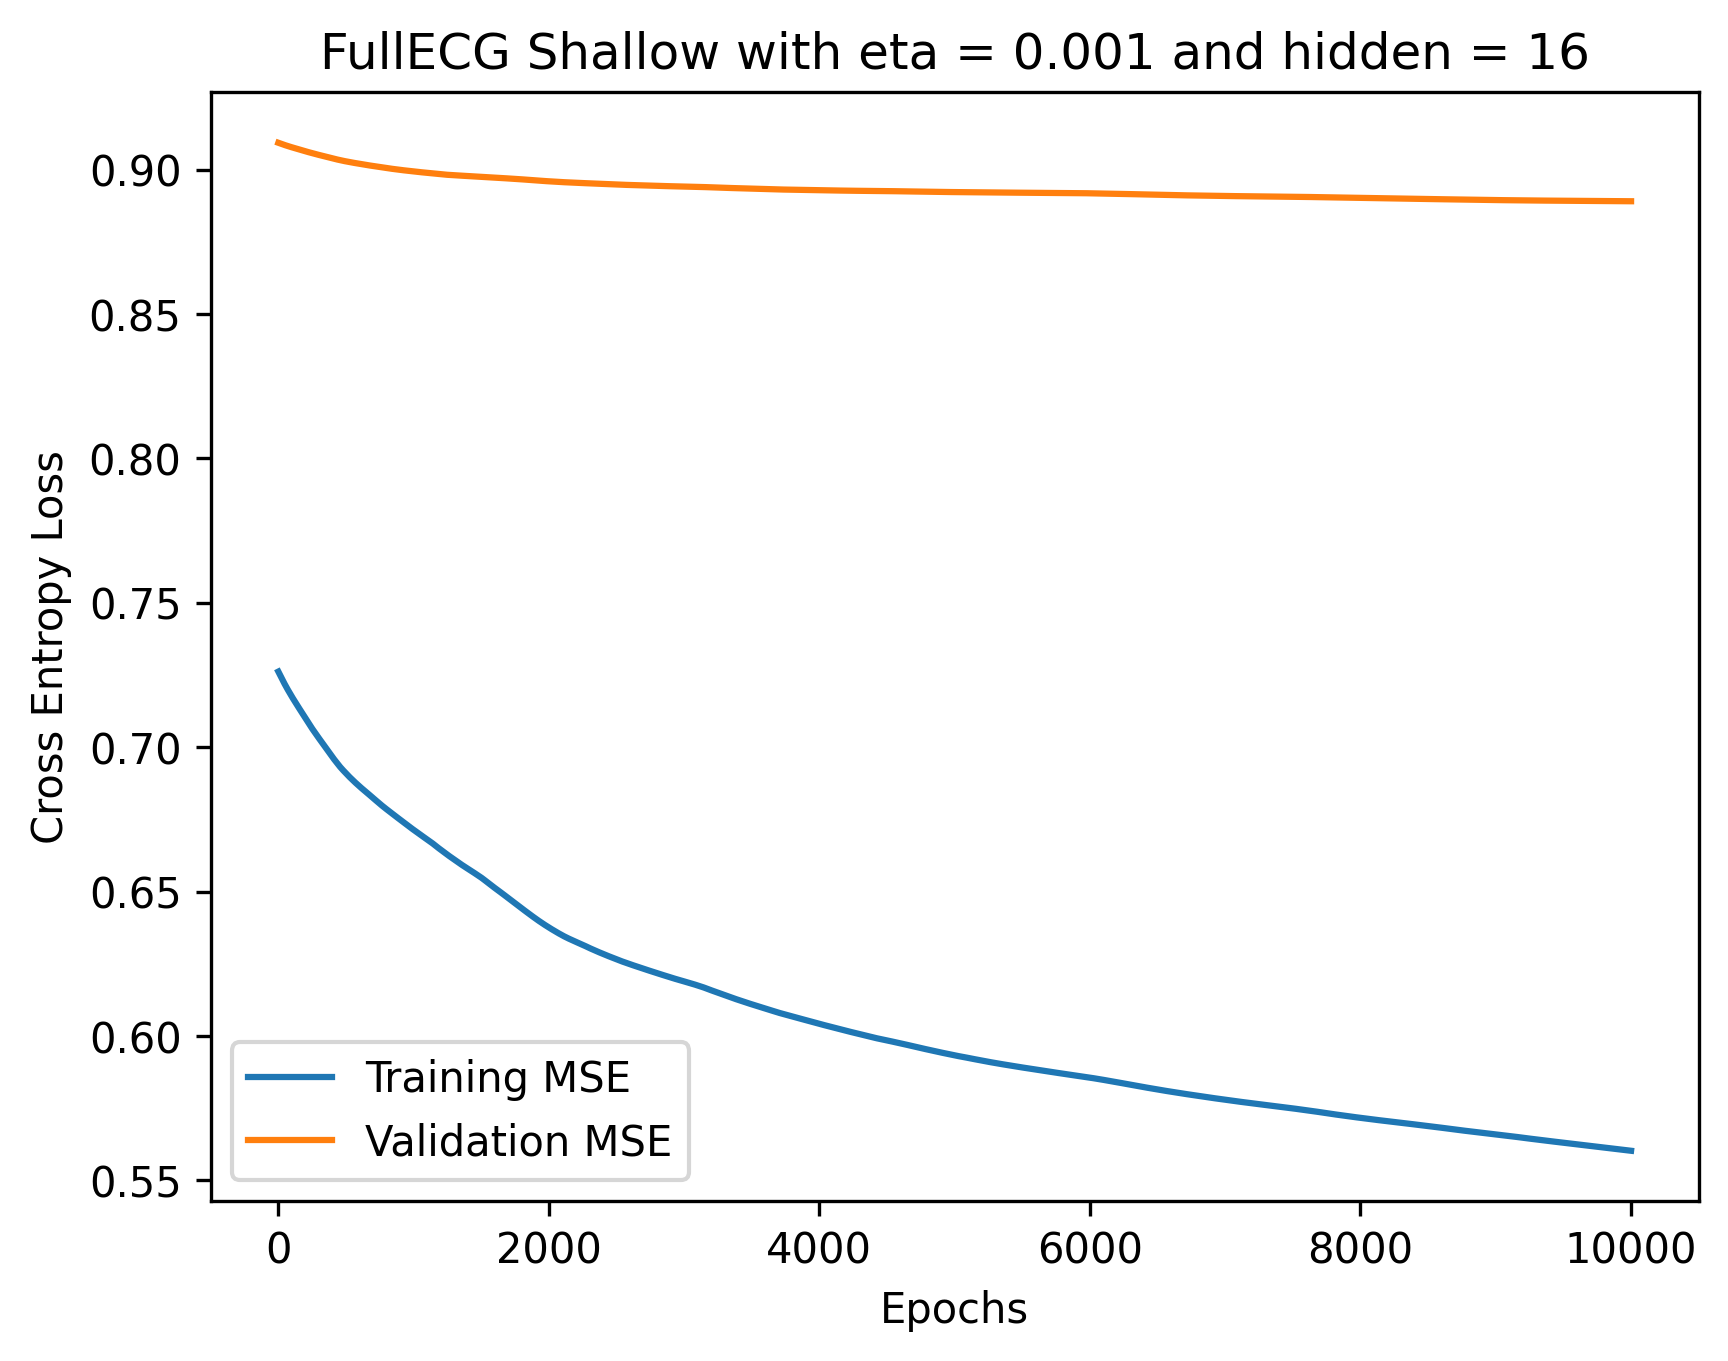 FullECG Shallow with eta = 0.001 and hidden = 16
Cross Entropy Loss
0.90
0.85
0.80
0.75
0.70
0.65
0.60
0.55
Training MSE
Validation MSE
0 2000 4000 6000 8000 10000
Epochs